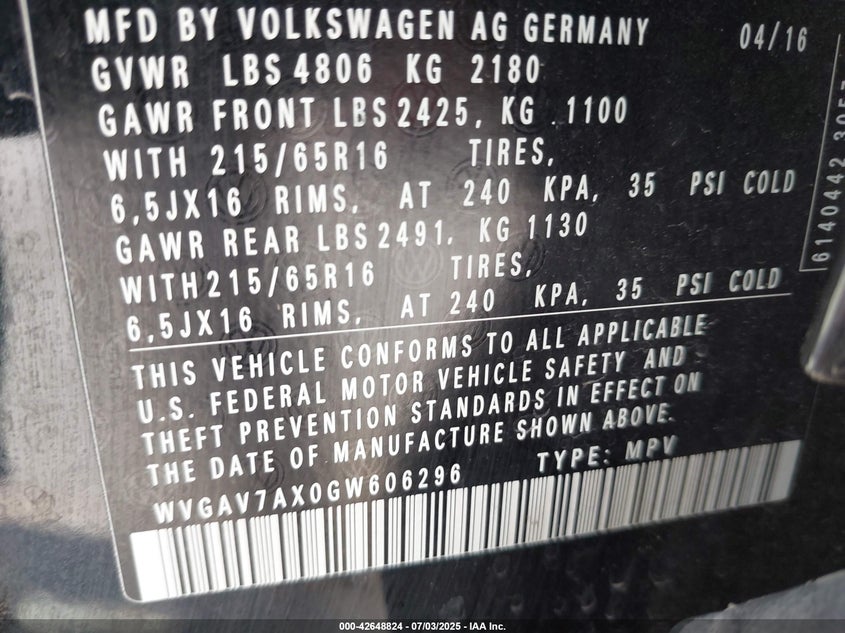 MFD BY VOLKSWAGEN AG GERMANY 04/16
GVWR LBS 4806 KG 2180
GAWR FRONT LBS 2425, KG .1100
WITH 215/65R16 TIRES,
6,5JX16 RIMS, AT 240 KPA, 35 PSI COLD
GAWR REAR LBS 2491, KG 1130
WITH 215/65R16 TIRES,
6,5JX16 RIMS, AT 240 KPA, 35 PSI COLD
THIS VEHICLE CONFORMS TO ALL APPLICABLE
U.S. FEDERAL MOTOR VEHICLE SAFETY AND
THEFT PREVENTION STANDARDS IN EFFECT ON
THE DATE OF MANUFACTURE SHOWN ABOVE.
WVGAV7AX0GW606296 TYPE: MPV
6140442
000-42648824 / 07/03/2025 - IAA Inc.